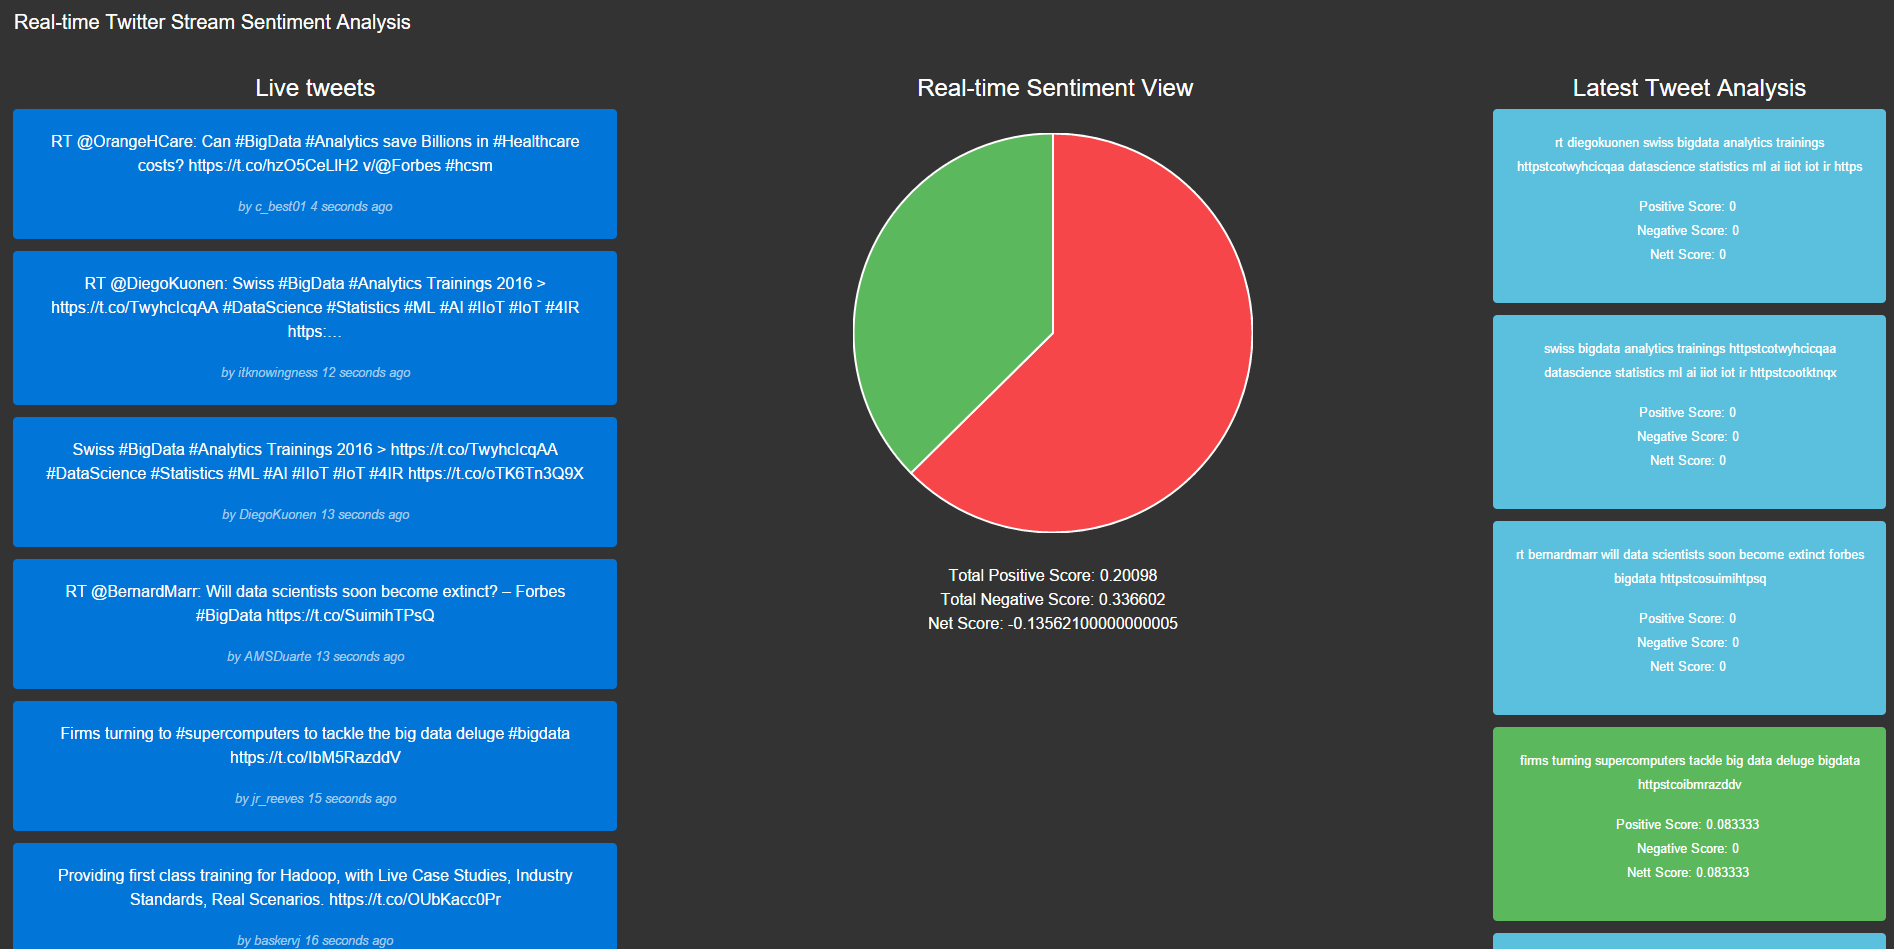 Real-time Twitter Stream Sentiment Analysis
Live tweets
RT @OrangeHCare: Can #BigData #Analytics save Billions in #Healthcare
costs? https://t.co/hzO5CeLIH2 v/@Forbes #hcsm
by c_best01 4 seconds ago
RT @DiegoKuonen: Swiss #BigData #Analytics Trainings 2016 >
https://t.co/TwyhcIcqAA #DataScience #Statistics #ML #AI #IIoT #IoT #4IR
https:…
by itknowingness 12 seconds ago
Swiss #BigData #Analytics Trainings 2016 > https://t.co/TwyhcIcqAA
#DataScience #Statistics #ML #AI #IIoT #IoT #4IR https://t.co/oTK6Tn3Q9X
by DiegoKuonen 13 seconds ago
RT @BernardMarr: Will data scientists soon become extinct? – Forbes
#BigData https://t.co/SuimihTPsQ
by AMSDuarte 13 seconds ago
Firms turning to #supercomputers to tackle the big data deluge #bigdata
https://t.co/IbM5RazddV
by jr_reeves 15 seconds ago
Providing first class training for Hadoop, with Live Case Studies, Industry
Standards, Real Scenarios. https://t.co/OUbKacc0Pr
by baskervj 16 seconds ago
Real-time Sentiment View
Total Positive Score: 0.20098
Total Negative Score: 0.336602
Net Score: -0.13562100000000005
Latest Tweet Analysis
rt diegokuonen swiss bigdata analytics trainings
httpstcotwyhcicqaa datascience statistics ml ai iiot iot ir https
Positive Score: 0
Negative Score: 0
Nett Score: 0
swiss bigdata analytics trainings httpstcotwyhcicqaa
datascience statistics ml ai iiot iot ir httpstcootktnqx
Positive Score: 0
Negative Score: 0
Nett Score: 0
rt bernardmarr will data scientists soon become extinct forbes
bigdata httpstcosuimihtpsq
Positive Score: 0
Negative Score: 0
Nett Score: 0
firms turning supercomputers tackle big data deluge bigdata
httpstcoibmrazddv
Positive Score: 0.083333
Negative Score: 0
Nett Score: 0.083333